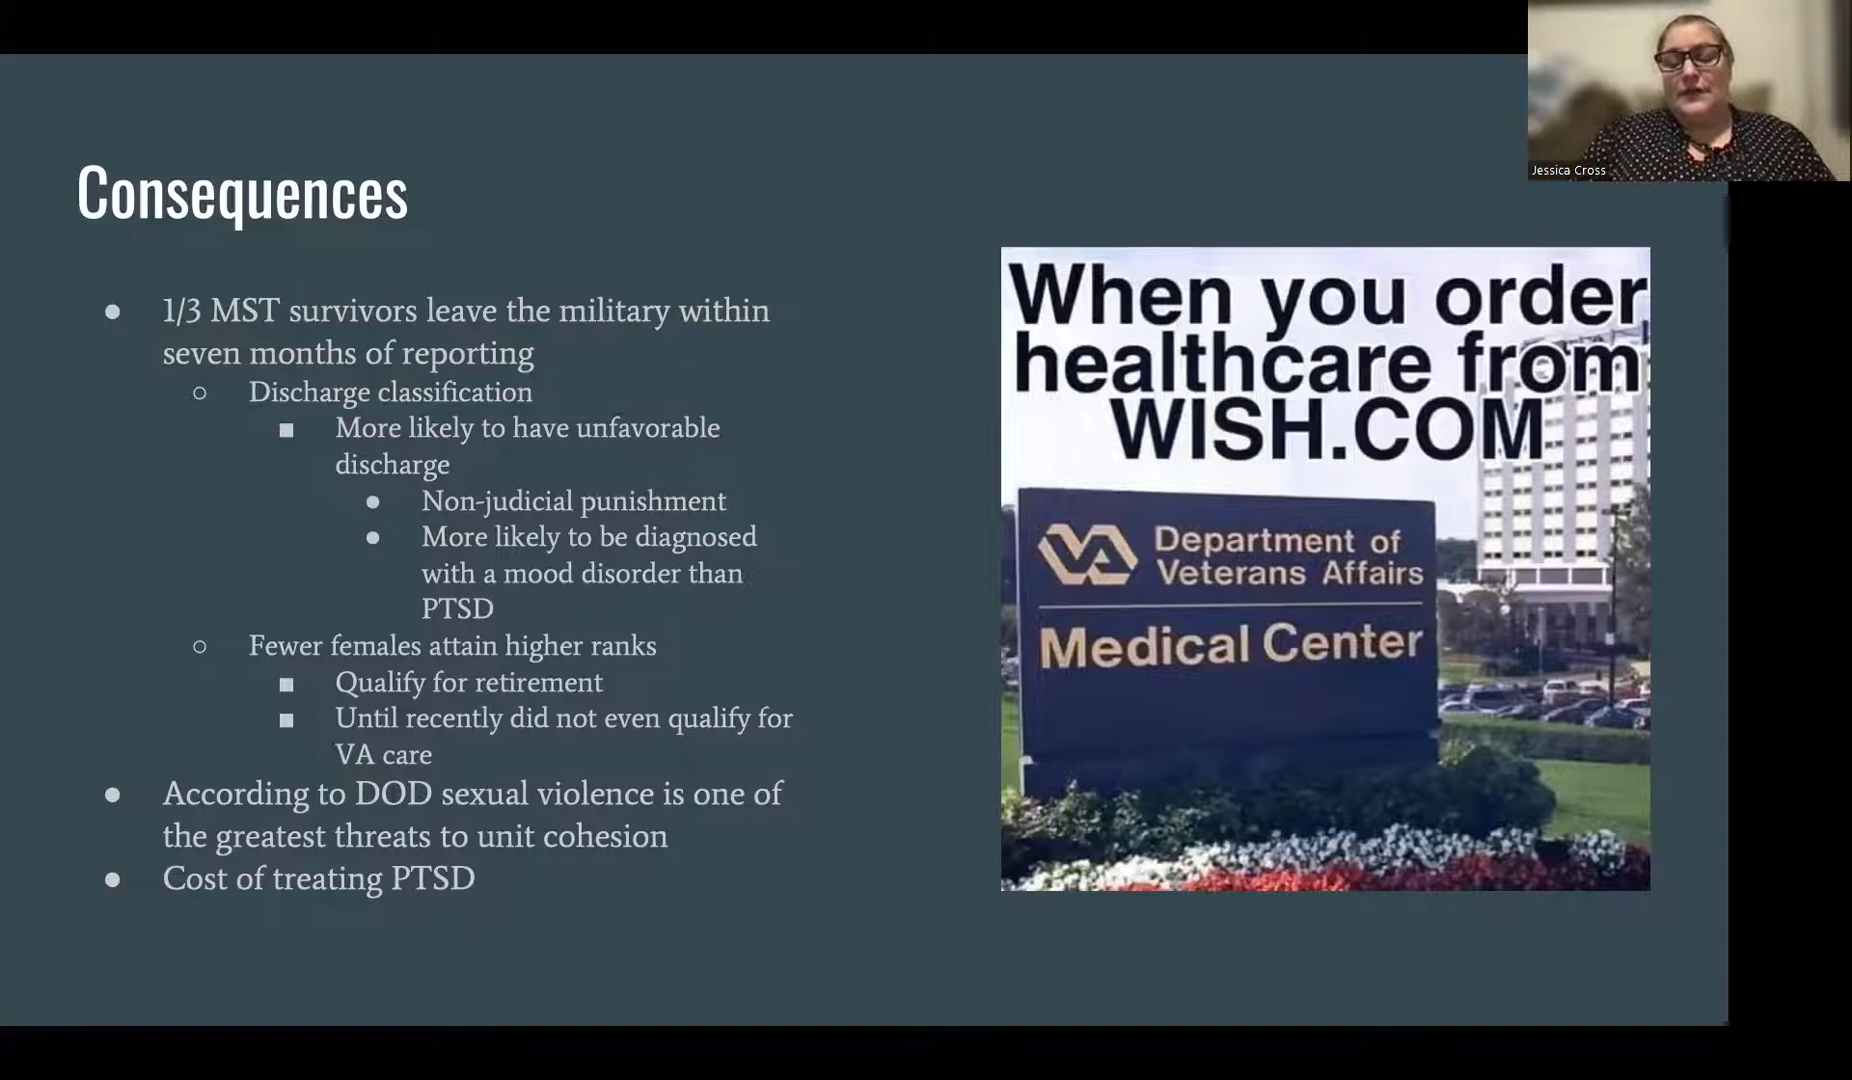 Jessica Cross
Consequences
● 1/3 MST survivors leave the military within
seven months of reporting
○ Discharge classification
■ More likely to have unfavorable
discharge
● Non-judicial punishment
● More likely to be diagnosed
with a mood disorder than
PTSD
○ Fewer females attain higher ranks
■ Qualify for retirement
■ Until recently did not even qualify for
VA care
● According to DOD sexual violence is one of
the greatest threats to unit cohesion
● Cost of treating PTSD
When you order
healthcare from
WISH.COM
VA Department of
Veterans Affairs
Medical Center